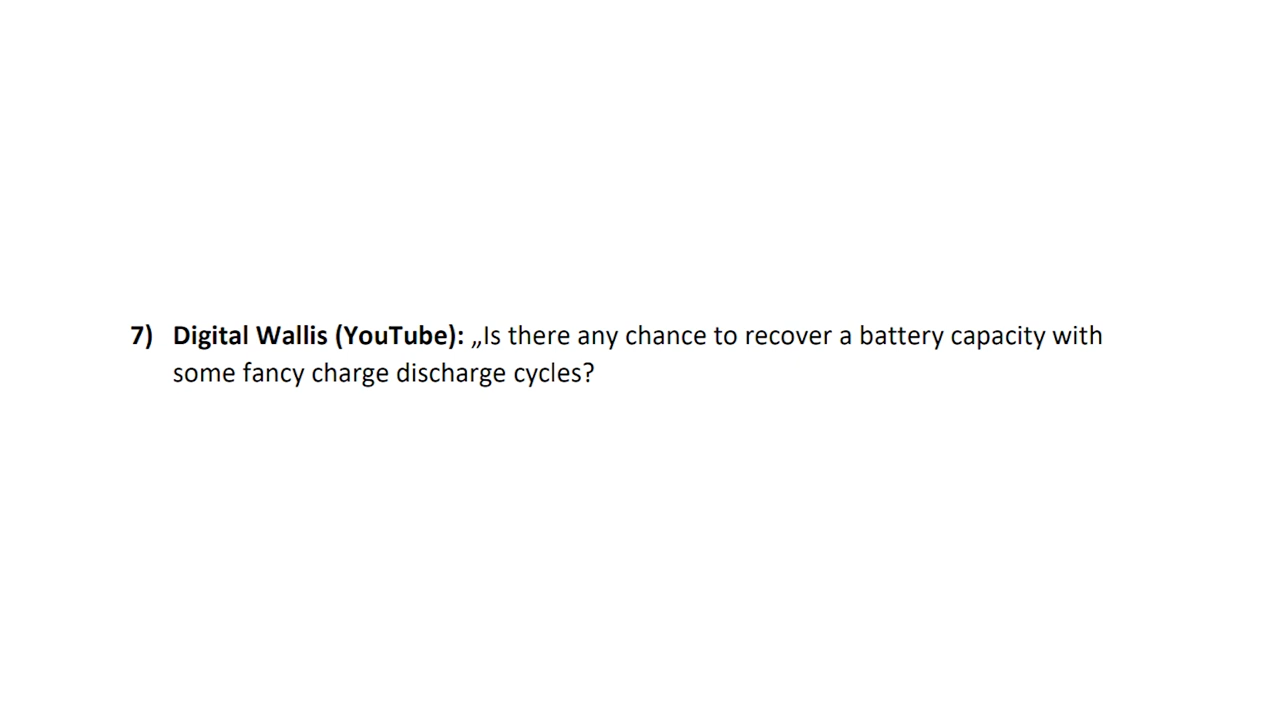 7) Digital Wallis (YouTube): „Is there any chance to recover a battery capacity with
some fancy charge discharge cycles?